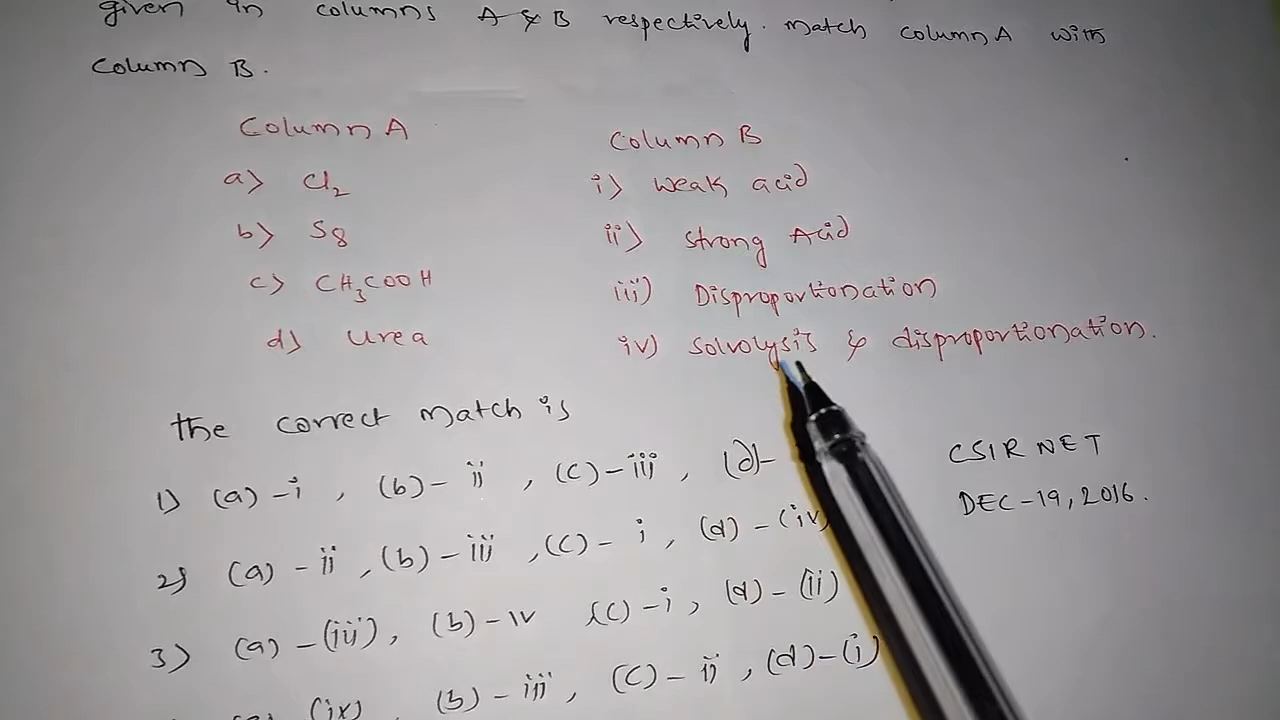 given in columns A & B respectively. Match column A with
Column B.
Column A
Column B
a) Cl2
i) Weak acid
b) S8
ii) Strong Acid
c) CH3COOH
iii) Disproportionation
d) Urea
iv) Solvolysis & disproportionation.
The correct Match is
1) (a)-i , (b)- ii , (c)-iii , (d)-
2) (a) - ii , (b)-iii , (c)- i , (d)-(iv)
3) (a) -(iii), (b)-iv , (c)-i , (d)-(ii)
(iv) , (b) - iii , (c)- ii , (d)-(i)
CSIR NET
DEC-19, 2016.